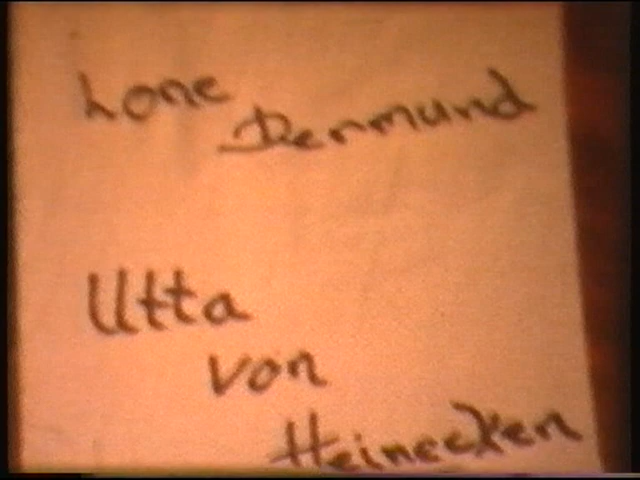 Lone
Dermund
Utta
von
Heinecken